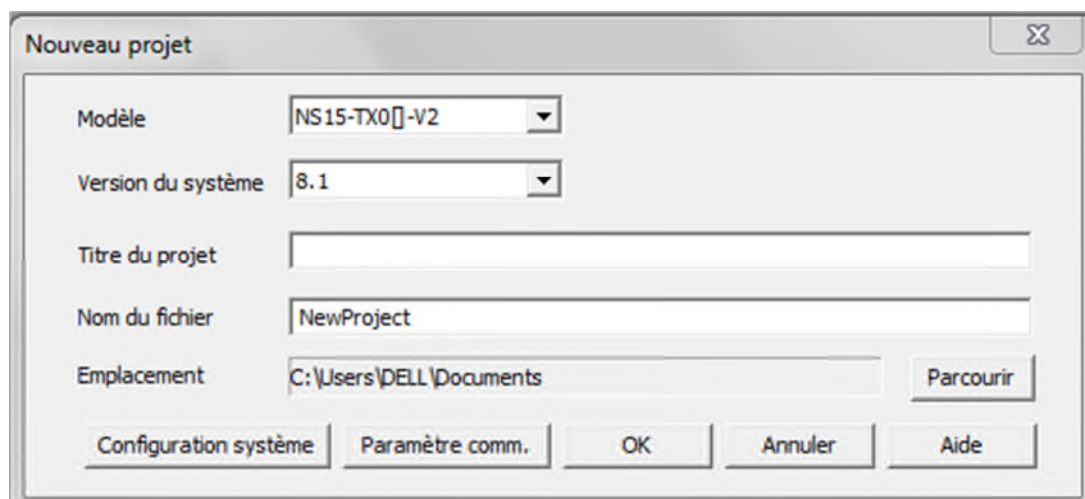 Nouveau projet
Modèle NS15-TX0[]-V2
Version du système 8.1
Titre du projet
Nom du fichier NewProject
Emplacement C:\Users\DELL\Documents Parcourir
Configuration système Paramètre comm. OK Annuler Aide